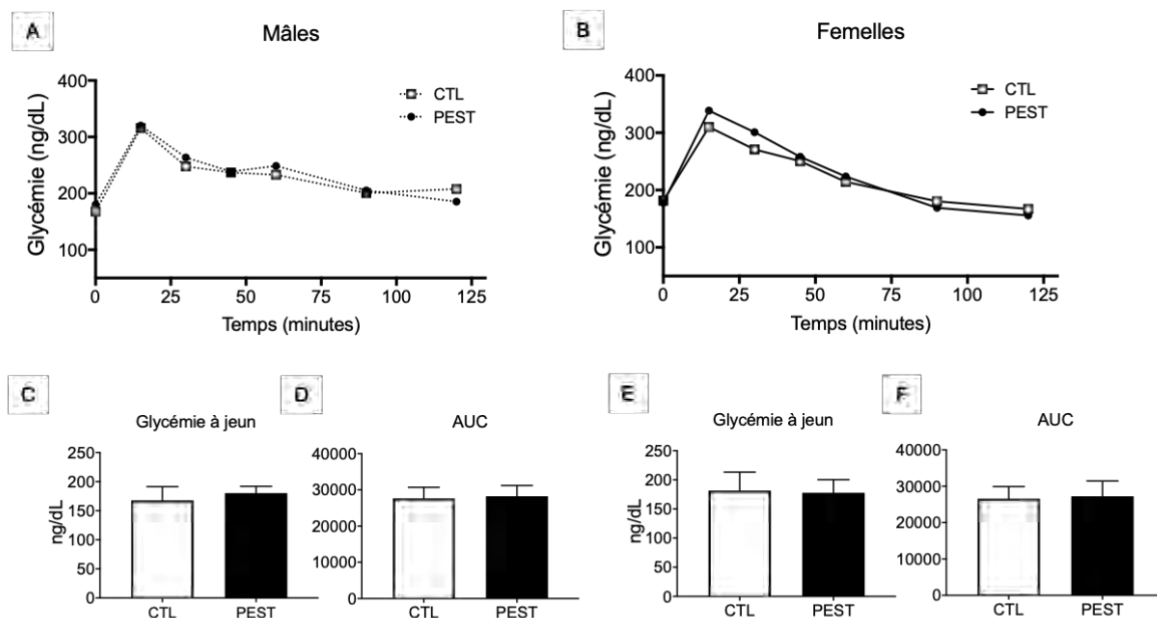 A
Mâles
Glycémie (ng/dL)
400
300
200
100
CTL
PEST
0
25
50
75
100
125
Temps (minutes)
B
Femelles
Glycémie (ng/dL)
400
300
200
100
CTL
PEST
0
25
50
75
100
125
Temps (minutes)
C
Glycémie à jeun
ng/dL
250
200
150
100
50
0
CTL
PEST
D
AUC
40000
30000
20000
10000
0
CTL
PEST
E
Glycémie à jeun
ng/dL
250
200
150
100
50
0
CTL
PEST
F
AUC
40000
30000
20000
10000
0
CTL
PEST